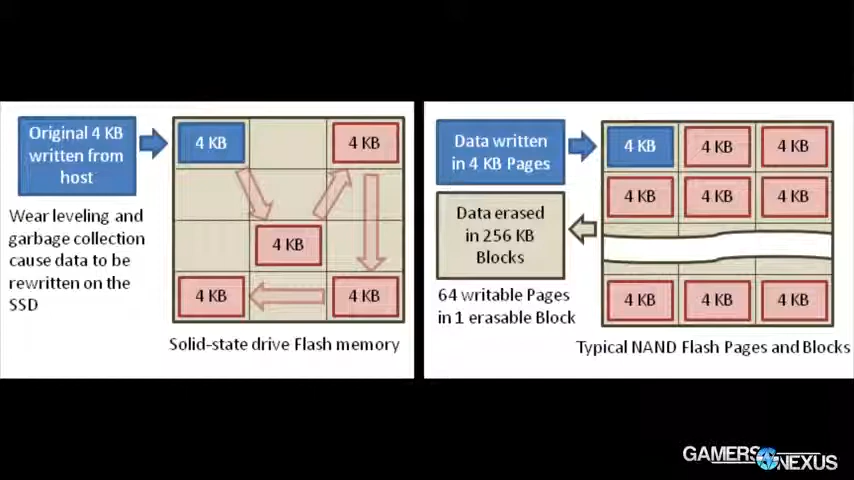 Original 4 KB
written from
host
4 KB
4 KB
Wear leveling and
garbage collection
cause data to be
rewritten on the
SSD
4 KB
4 KB
4 KB
Solid-state drive Flash memory
Data written
in 4 KB Pages
4 KB
4 KB
4 KB
Data erased
in 256 KB
Blocks
4 KB
4 KB
4 KB
64 writable Pages
in 1 erasable Block
4 KB
4 KB
4 KB
Typical NAND Flash Pages and Blocks
GAMERS NEXUS